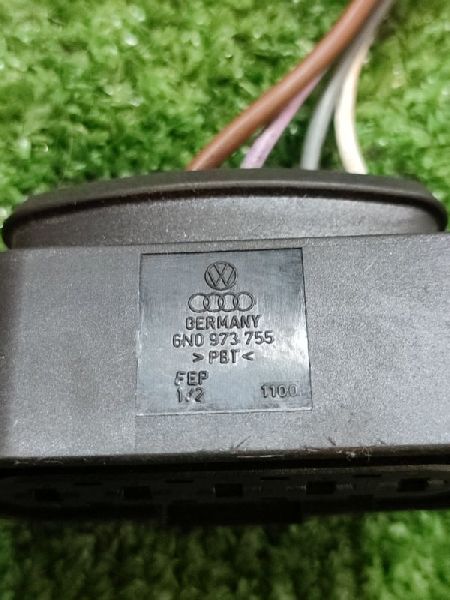 GERMANY
6N0 973 755
>PBT<
FEP
1/2 1100